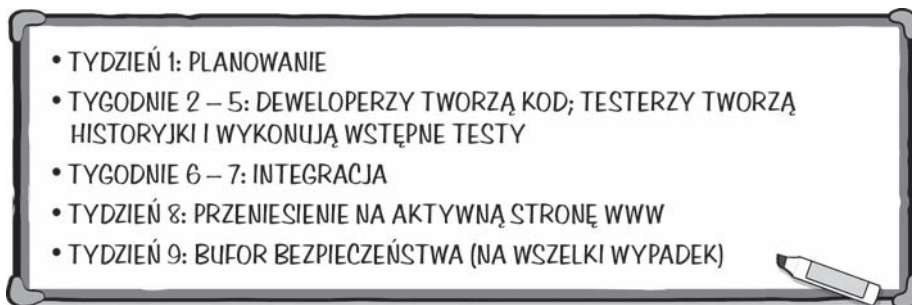 • TYDZIEŃ 1: PLANOWANIE
• TYGODNIE 2 – 5: DEWELOPERZY TWORZĄ KOD; TESTERZY TWORZĄ
HISTORYJKI I WYKONUJĄ WSTĘPNE TESTY
• TYGODNIE 6 – 7: INTEGRACJA
• TYDZIEŃ 8: PRZENIESIENIE NA AKTYWNĄ STRONĘ WWW
• TYDZIEŃ 9: BUFOR BEZPIECZEŃSTWA (NA WSZELKI WYPADEK)